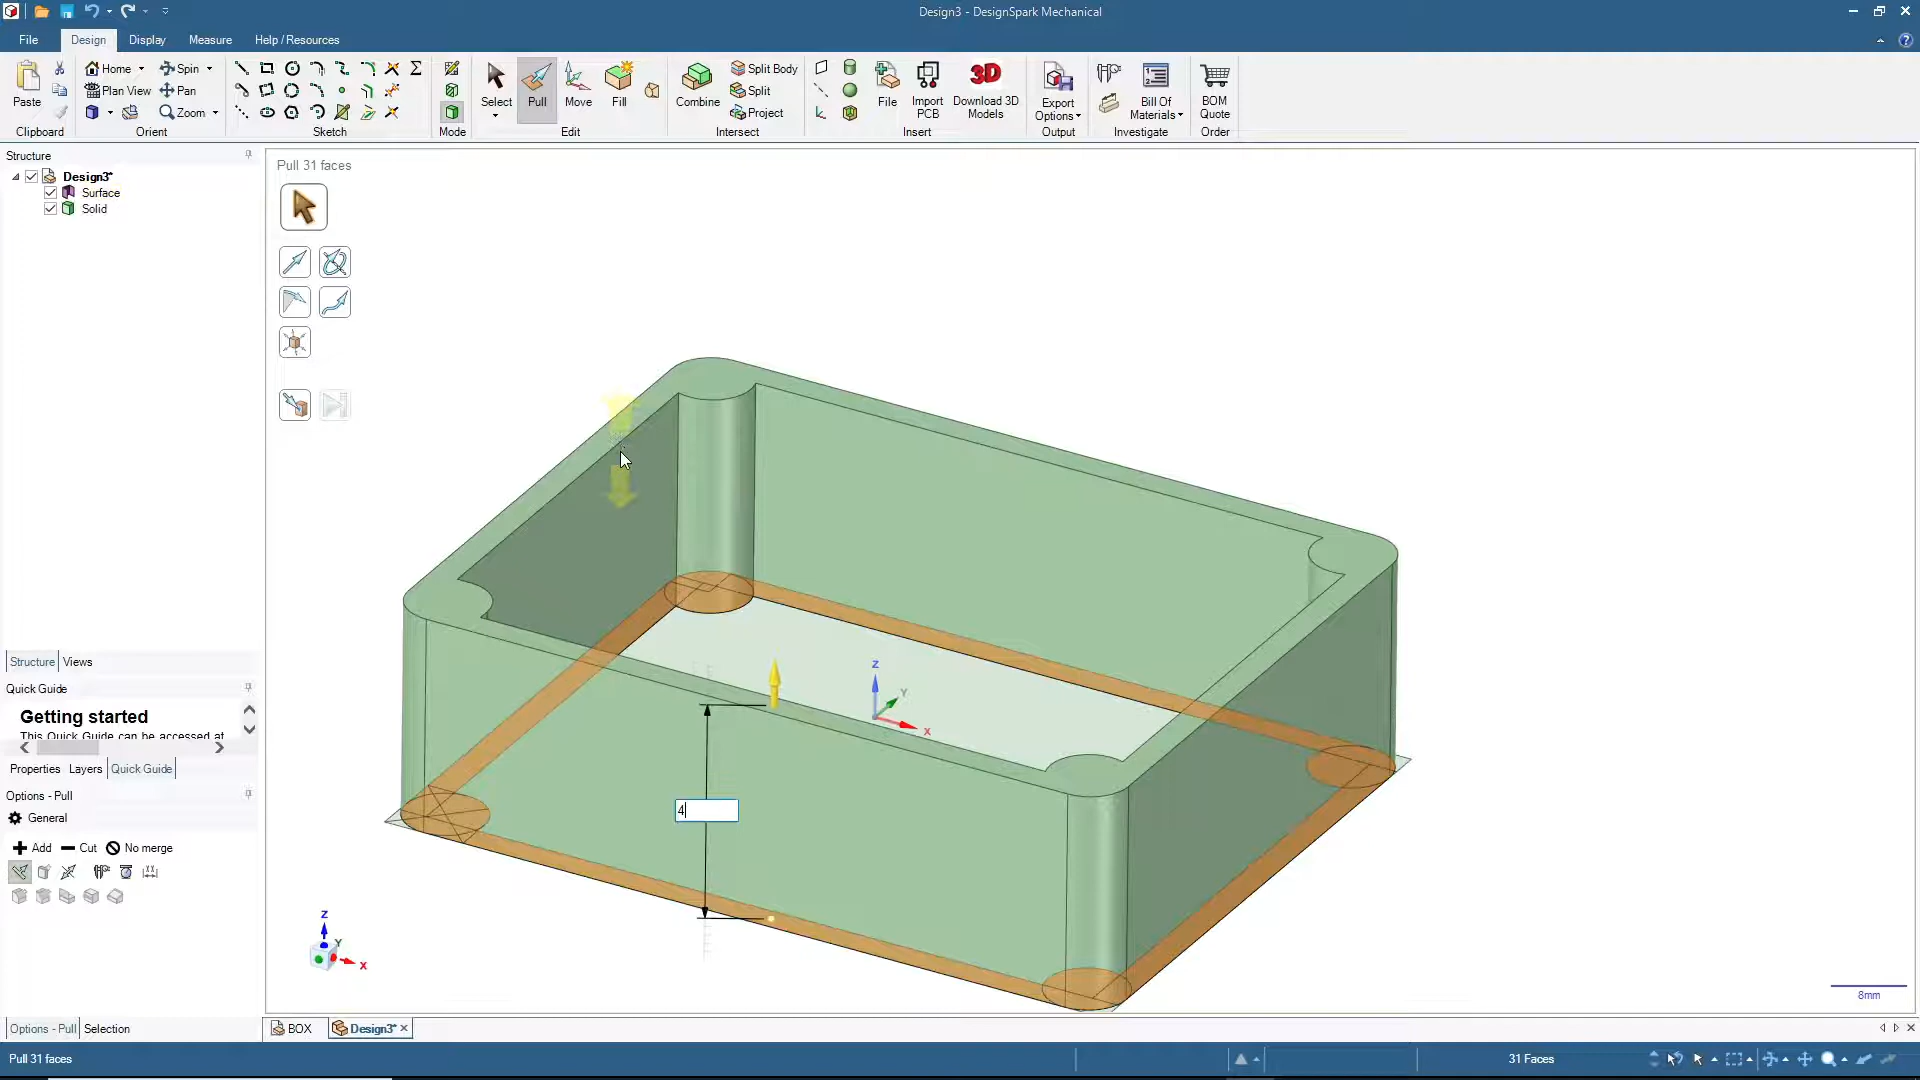 Design3 - DesignSpark Mechanical
File Design Display Measure Help / Resources
Paste
Clipboard
Home Spin
Plan View Pan
Zoom
Orient
Sketch
Mode
Select Pull Move Fill
Edit
Combine Split Body
Split
Project
Intersect
File Import PCB Download 3D Models
Insert
Export Options
Output
Bill Of Materials
Investigate
BOM Quote
Order
Structure
Design3*
Surface
Solid
Structure Views
Quick Guide
Getting started
This Quick Guide can be accessed at
Properties Layers Quick Guide
Options - Pull
General
Add Cut No merge
Options - Pull Selection
Pull 31 faces
Z
Y
X
4
Z
Y
X
8mm
BOX Design3*
Pull 31 faces
31 Faces